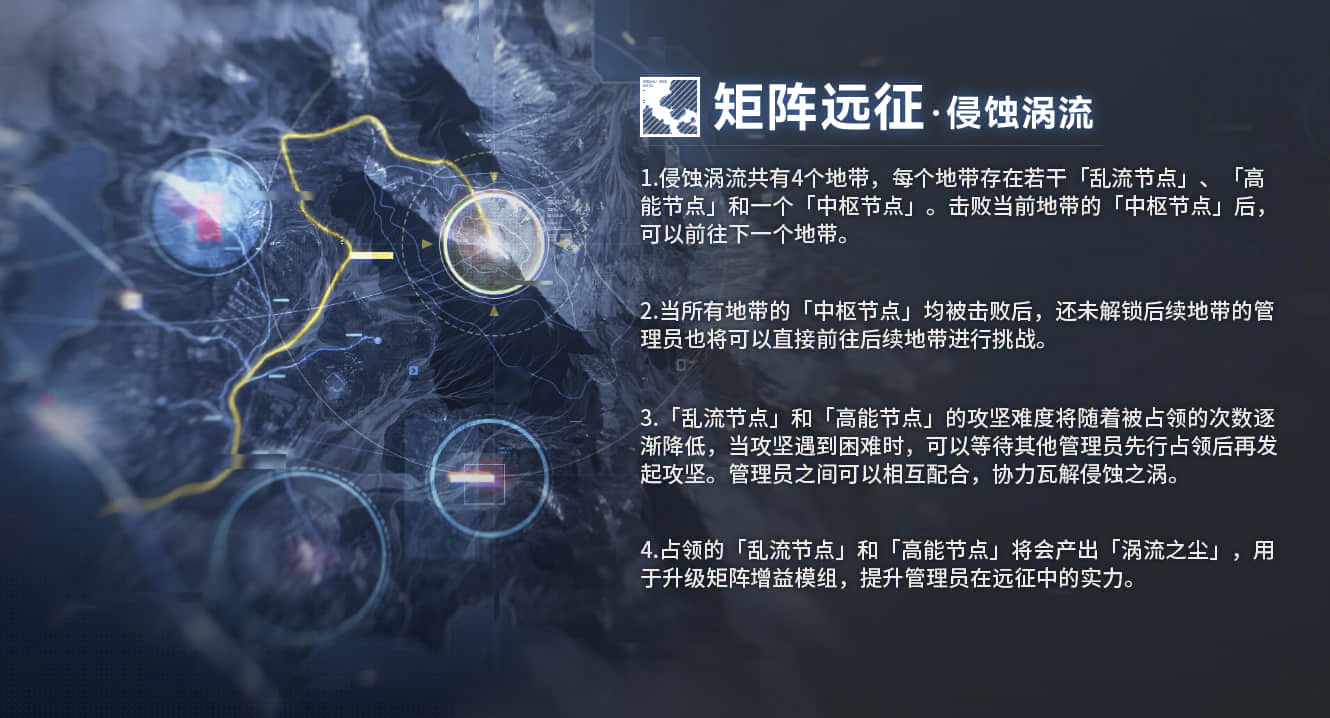 矩阵远征·侵蚀涡流
1.侵蚀涡流共有4个地带，每个地带存在若干「乱流节点」、「高
能节点」和一个「中枢节点」。击败当前地带的「中枢节点」后，
可以前往下一个地带。
2.当所有地带的「中枢节点」均被击败后，还未解锁后续地带的管
理员也将可以直接前往后续地带进行挑战。
3.「乱流节点」和「高能节点」的攻坚难度将随着被占领的次数逐
渐降低，当攻坚遇到困难时，可以等待其他管理员先行占领后再发
起攻坚。管理员之间可以相互配合，协力瓦解侵蚀之涡。
4.占领的「乱流节点」和「高能节点」将会产出「涡流之尘」，用
于升级矩阵增益模组，提升管理员在远征中的实力。